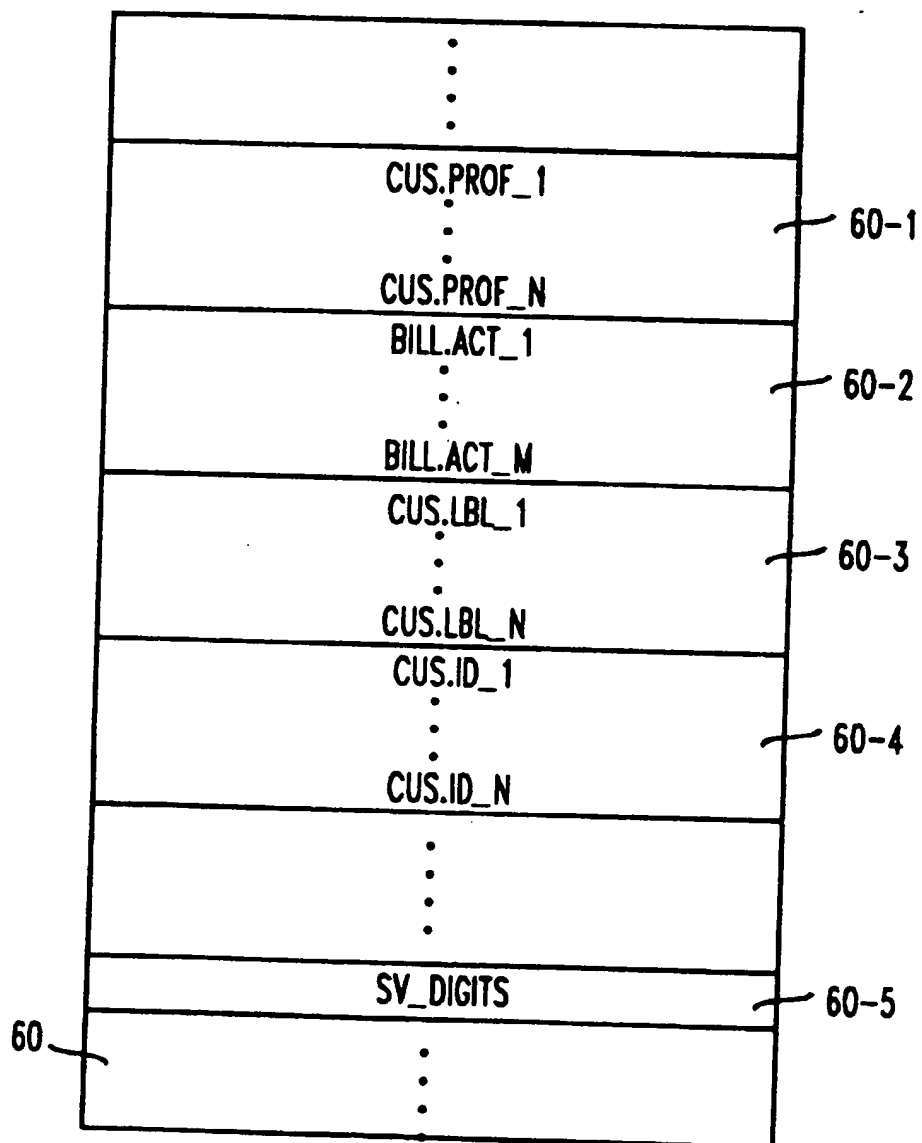 CUS.PROF_1
60-1
CUS.PROF_N
BILL.ACT_1
60-2
BILL.ACT_M
CUS.LBL_1
60-3
CUS.LBL_N
CUS.ID_1
60-4
CUS.ID_N
SV_DIGITS
60-5
60